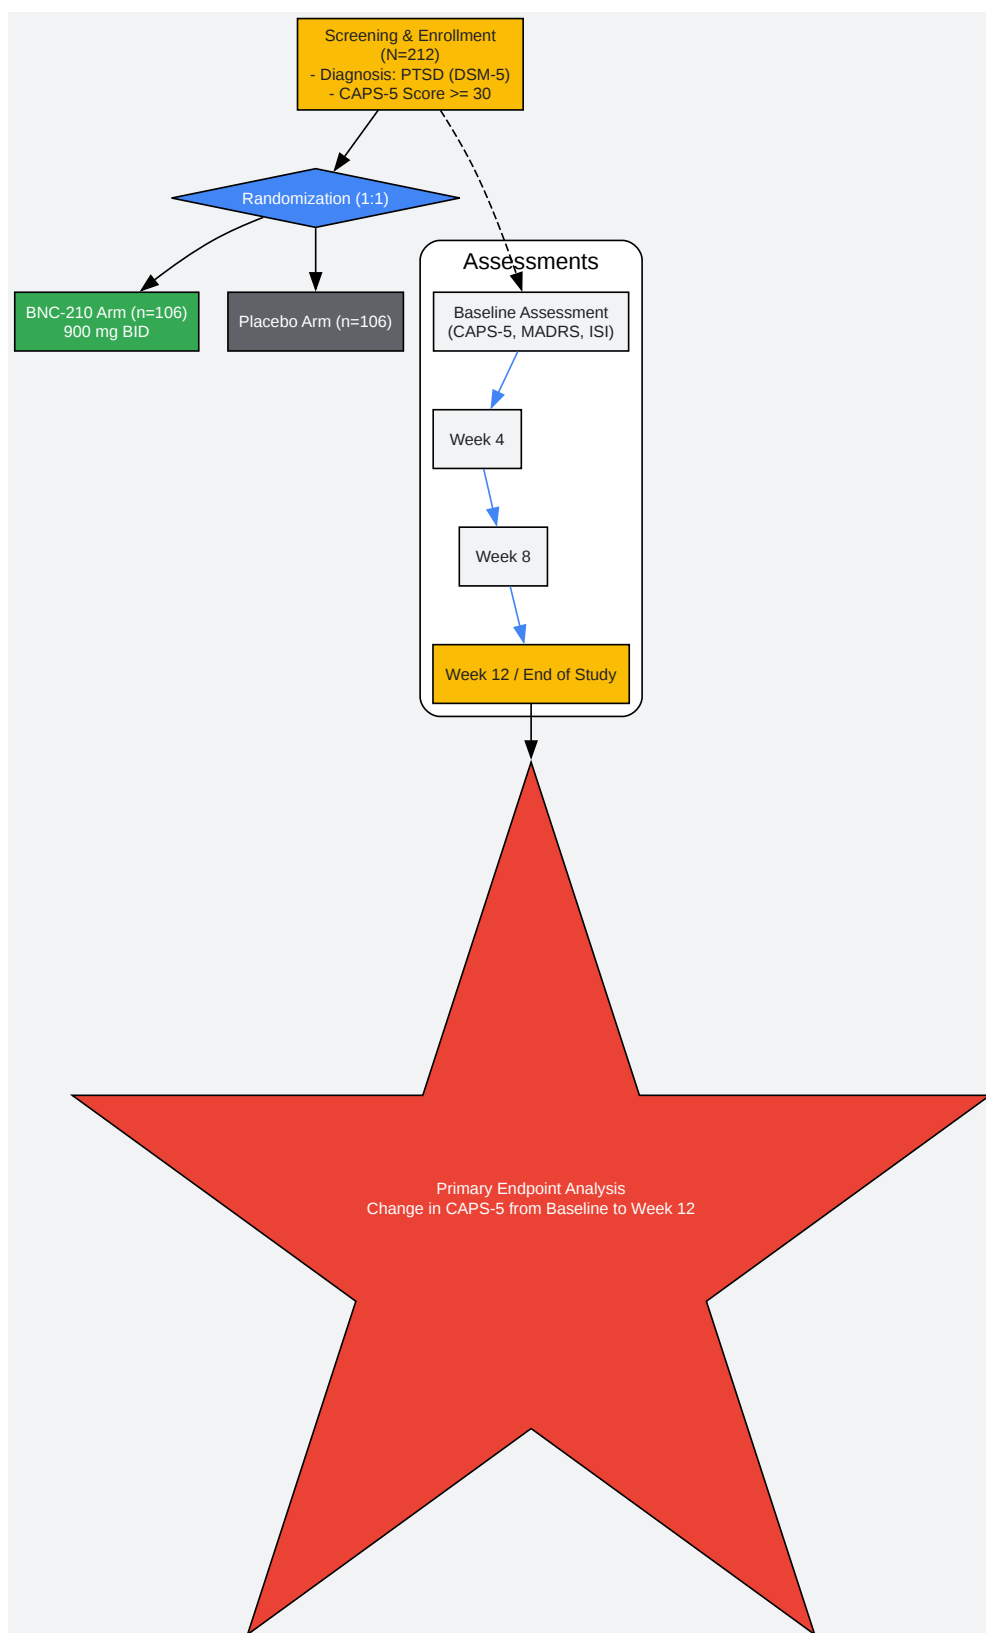 Screening & Enrollment
(N=212)
- Diagnosis: PTSD (DSM-5)
- CAPS-5 Score >= 30
Randomization (1:1)
BNC-210 Arm (n=106)
900 mg BID
Placebo Arm (n=106)
Assessments
Baseline Assessment
(CAPS-5, MADRS, ISI)
Week 4
Week 8
Week 12 / End of Study
Primary Endpoint Analysis
Change in CAPS-5 from Baseline to Week 12